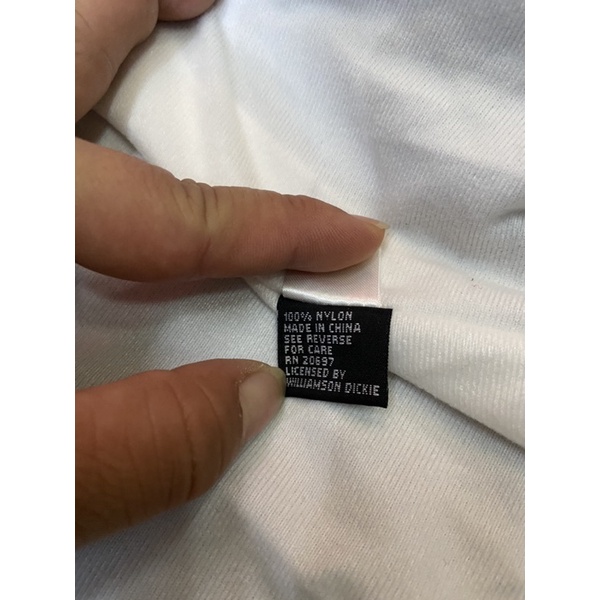 100% NYLON
MADE IN CHINA
SEE REVERSE
FOR CARE
RN 20697
LICENSED BY
WILLIAMSON DICKIE